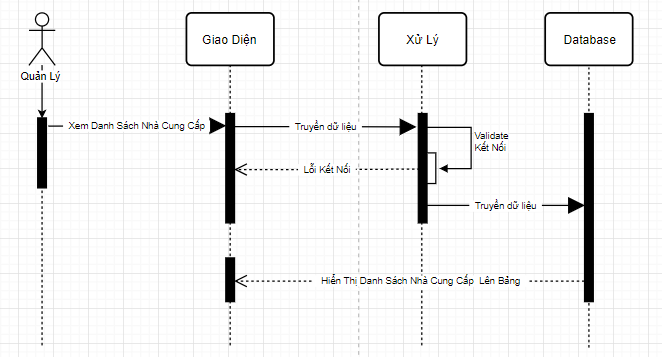 Giao Diện
Xử Lý
Database
Quản Lý
Xem Danh Sách Nhà Cung Cấp
Truyền dữ liệu
Validate
Kết Nối
Lỗi Kết Nối
Truyền dữ liệu
Hiển Thị Danh Sách Nhà Cung Cấp Lên Bảng